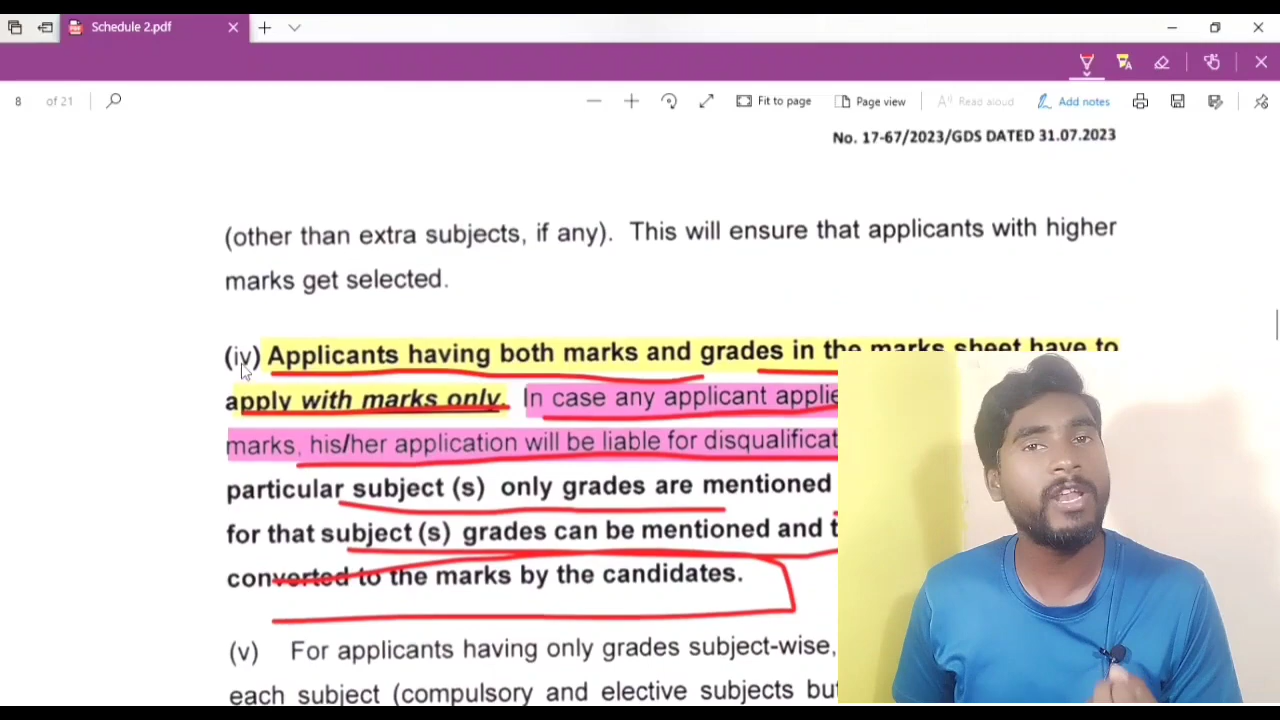 Schedule 2.pdf
8 of 21
Fit to page
Page view
Read aloud
Add notes
No. 17-67/2023/GDS DATED 31.07.2023
(other than extra subjects, if any). This will ensure that applicants with higher
marks get selected.
(iv) Applicants having both marks and grades in the marks sheet have to
apply with marks only. In case any applicant applie
marks, his/her application will be liable for disqualificat
particular subject (s) only grades are mentioned
for that subject (s) grades can be mentioned and t
converted to the marks by the candidates.
(v) For applicants having only grades subject-wise,
each subject (compulsory and elective subjects but